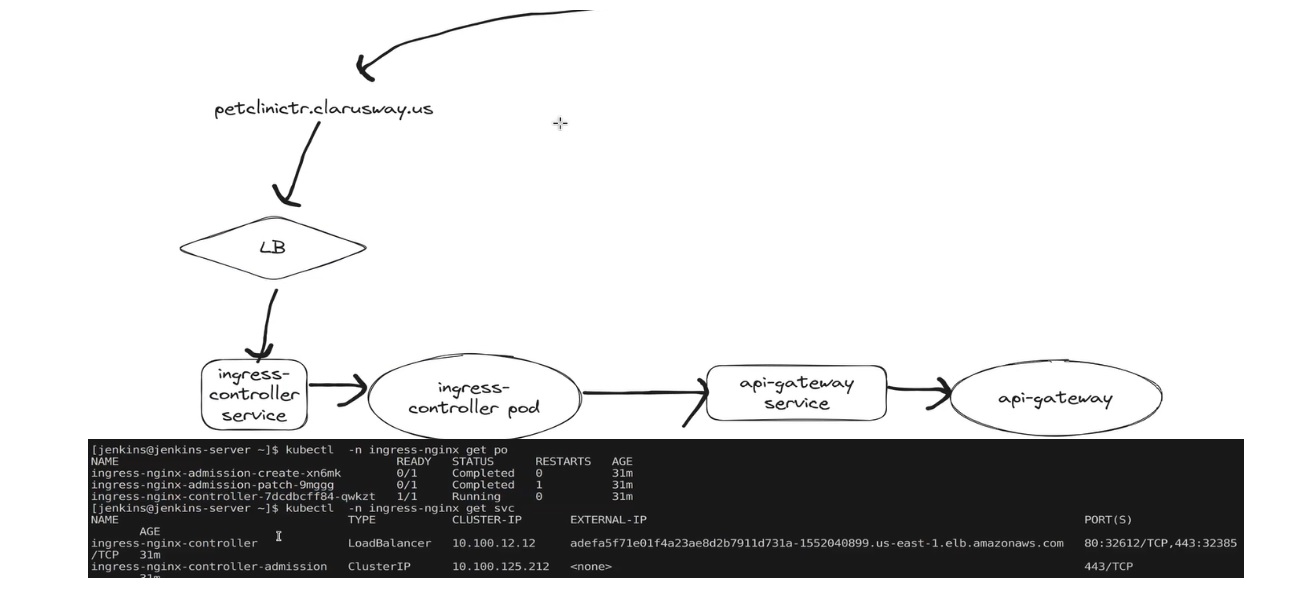 petclinictr.clarusway.us
LB
ingress-
controller
service
ingress-
controller pod
api-gateway
service
api-gateway
[jenkins@jenkins-server ~]$ kubectl  -n ingress-nginx get po
NAME                                        READY   STATUS      RESTARTS   AGE
ingress-nginx-admission-create-xn6mk        0/1     Completed   0          31m
ingress-nginx-admission-patch-9mggg         0/1     Completed   1          31m
ingress-nginx-controller-7dcdbcff84-qwkzt   1/1     Running     0          31m
[jenkins@jenkins-server ~]$ kubectl  -n ingress-nginx get svc
NAME                                 TYPE           CLUSTER-IP       EXTERNAL-IP                                                               PORT(S)
AGE
ingress-nginx-controller             LoadBalancer   10.100.12.12     adefa5f71e01f4a23ae8d2b7911d731a-1552040899.us-east-1.elb.amazonaws.com   80:32612/TCP,443:32385
/TCP   31m
ingress-nginx-controller-admission   ClusterIP      10.100.125.212   <none>                                                                    443/TCP
31m